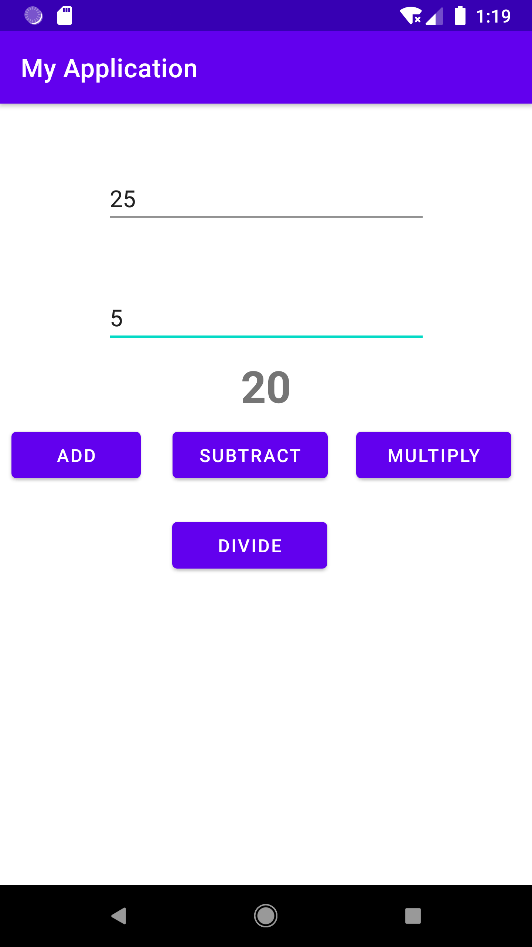 1:19
My Application
25
5
20
ADD SUBTRACT MULTIPLY
DIVIDE